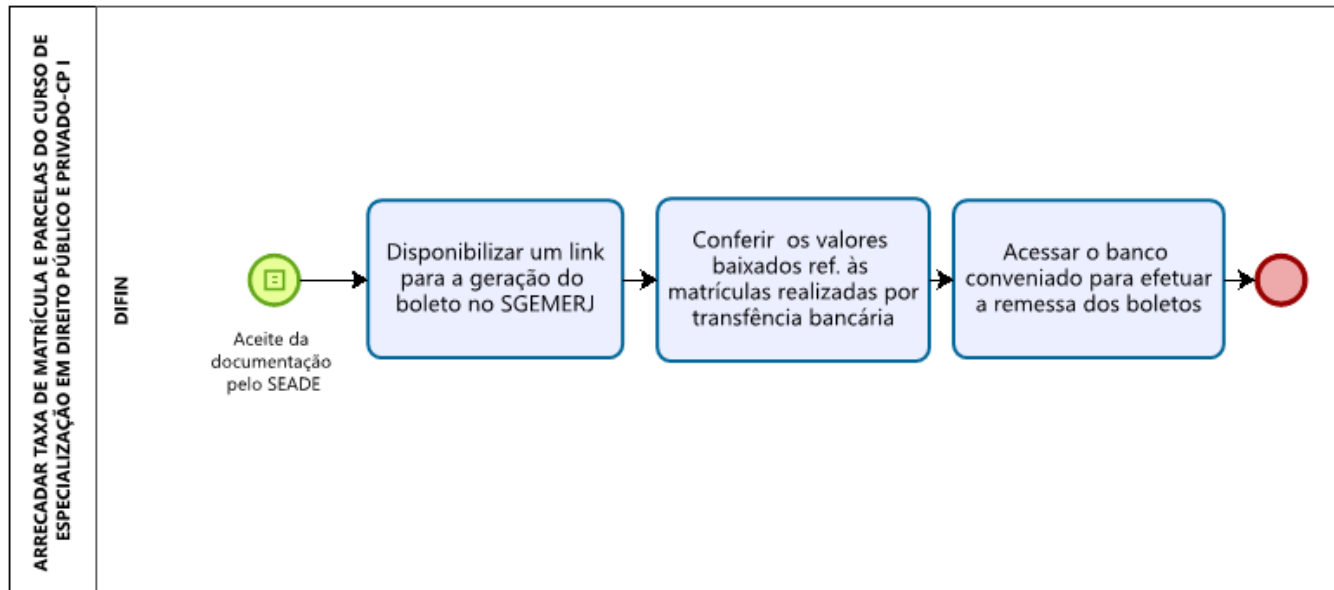 ARRECADAR TAXA DE MATRÍCULA E PARCELAS DO CURSO DE
ESPECIALIZAÇÃO EM DIREITO PÚBLICO E PRIVADO-CP I
DIFIN
Aceite da
documentação
pelo SEADE
Disponibilizar um link
para a geração do
boleto no SGEMERJ
Conferir os valores
baixados ref. às
matrículas realizadas por
transfência bancária
Acessar o banco
conveniado para efetuar
a remessa dos boletos